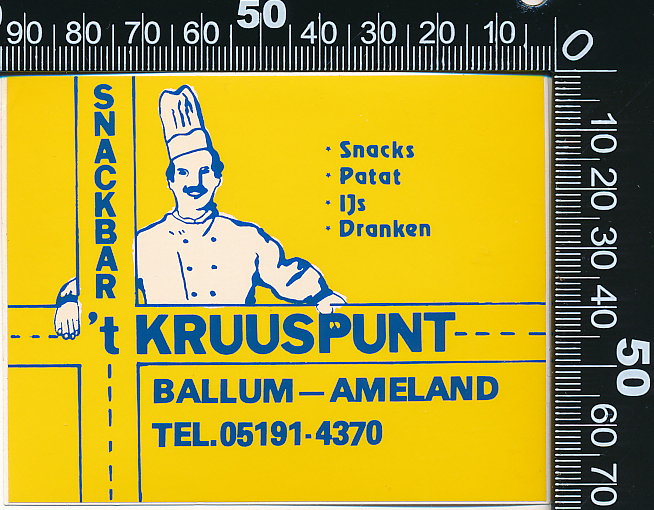 90 80 70 60 50 40 30 20 10 0
10
20
30
40
50
60
70
SNACKBAR
* Snacks
* Patat
* IJs
* Dranken
't KRUUSPUNT
BALLUM — AMELAND
TEL. 05191-4370